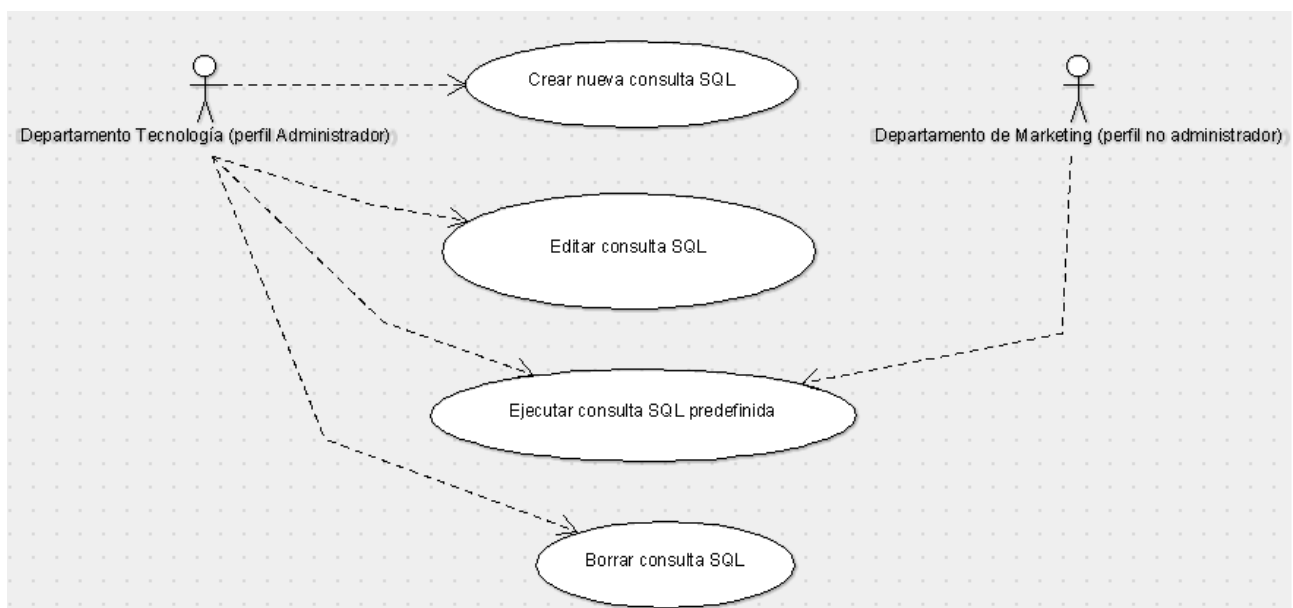 Crear nueva consulta SQL
Departamento Tecnología (perfil Administrador)
Departamento de Marketing (perfil no administrador)
Editar consulta SQL
Ejecutar consulta SQL predefinida
Borrar consulta SQL